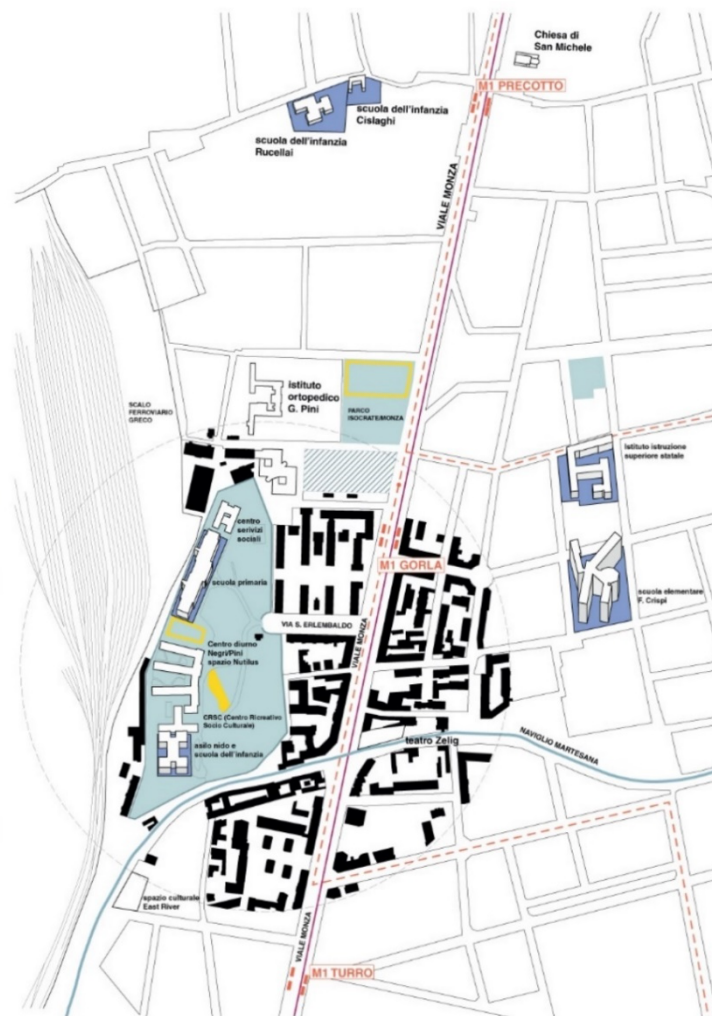 Chiesa di
San Michele
M1 PRECOTTO
scuola dell'infanzia
Cislaghi
scuola dell'infanzia
Rucellai
VIALE MONZA
SCALO
FERROVIARIO
GRECO
istituto
ortopedico
G. Pini
PARCO
ISOCRATE/MONZA
istituto istruzione
superiore statale
centro
serivizi
sociali
M1 GORLA
scuola primaria
scuola elementare
F. Crispi
VIA S. ERLEMBALDO
VIALE MONZA
Centro diurno
Negri/Pini
spazio Nutilus
CRSC (Centro Ricreativo
Socio Culturale)
teatro Zelig
NAVIGLIO MARTESANA
asilo nido e
scuola dell'infanzia
spazio culturale
East River
VIALE MONZA
M1 TURRO